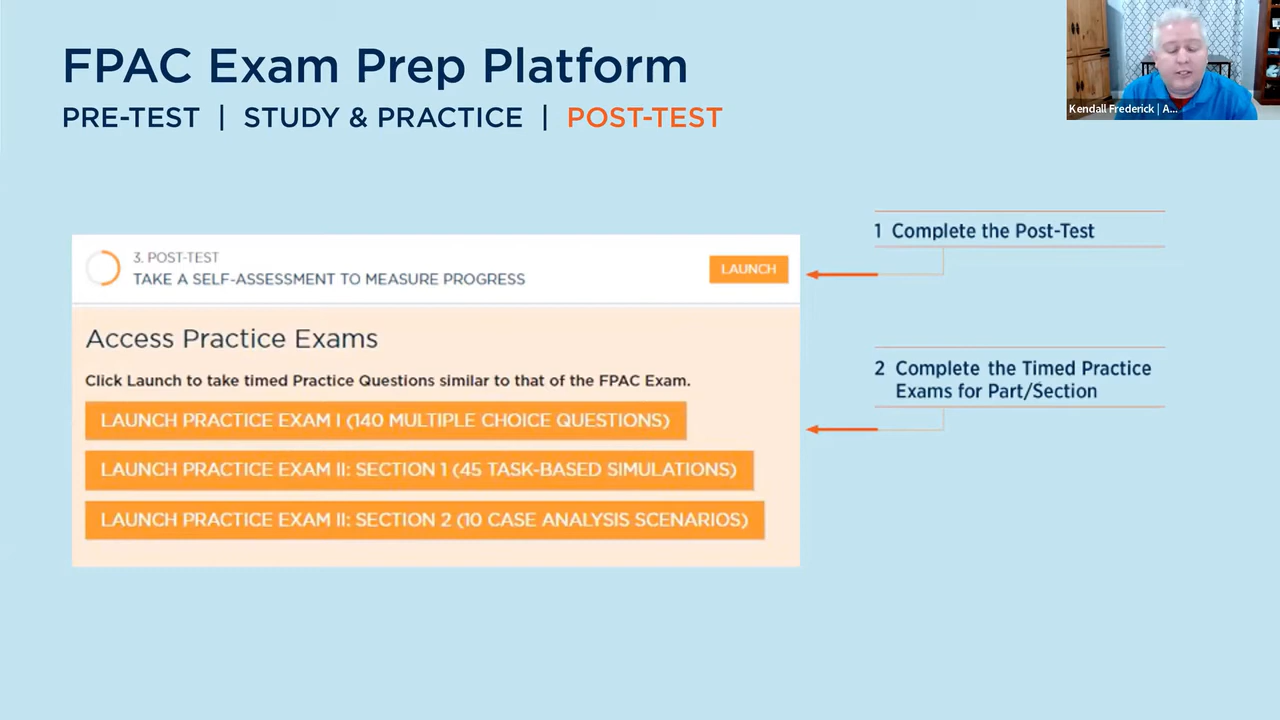 FPAC Exam Prep Platform
PRE-TEST | STUDY & PRACTICE | POST-TEST
Kendall Frederick | A...
3. POST-TEST
TAKE A SELF-ASSESSMENT TO MEASURE PROGRESS
LAUNCH
Access Practice Exams
Click Launch to take timed Practice Questions similar to that of the FPAC Exam.
LAUNCH PRACTICE EXAM I (140 MULTIPLE CHOICE QUESTIONS)
LAUNCH PRACTICE EXAM II: SECTION 1 (45 TASK-BASED SIMULATIONS)
LAUNCH PRACTICE EXAM II: SECTION 2 (10 CASE ANALYSIS SCENARIOS)
1 Complete the Post-Test
2 Complete the Timed Practice
Exams for Part/Section